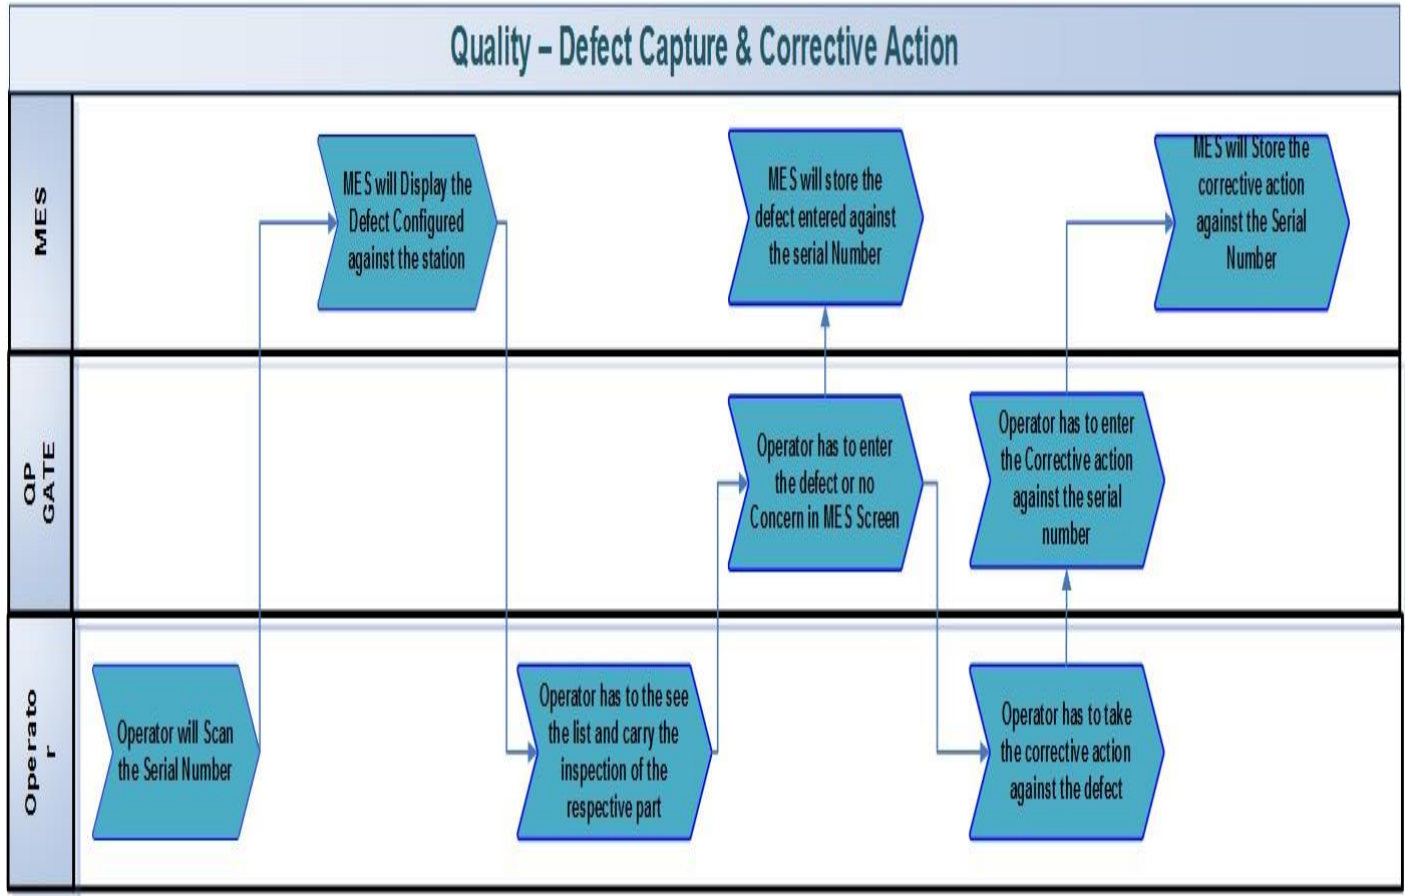 Quality – Defect Capture & Corrective Action
MES
MES will Display the
Defect Configured
against the station
MES will store the
defect entered against
the serial Number
MES will Store the
corrective action
against the Serial
Number
QP
GATE
Operator has to enter
the defect or no
Concern in MES Screen
Operator has to enter
the Corrective action
against the serial
number
Operato
r
Operator will Scan
the Serial Number
Operator has to the see
the list and carry the
inspection of the
respective part
Operator has to take
the corrective action
against the defect